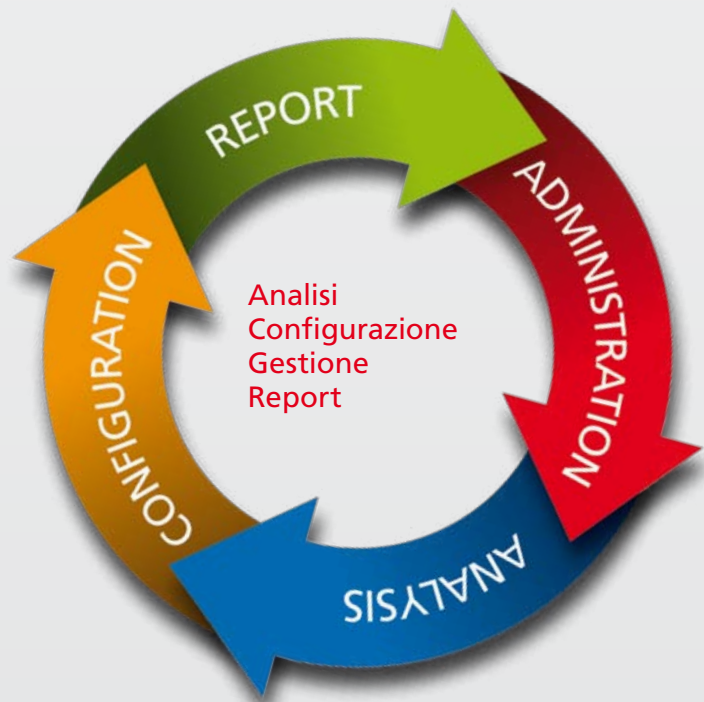 REPORT
ADMINISTRATION
ANALYSIS
CONFIGURATION
Analisi
Configurazione
Gestione
Report